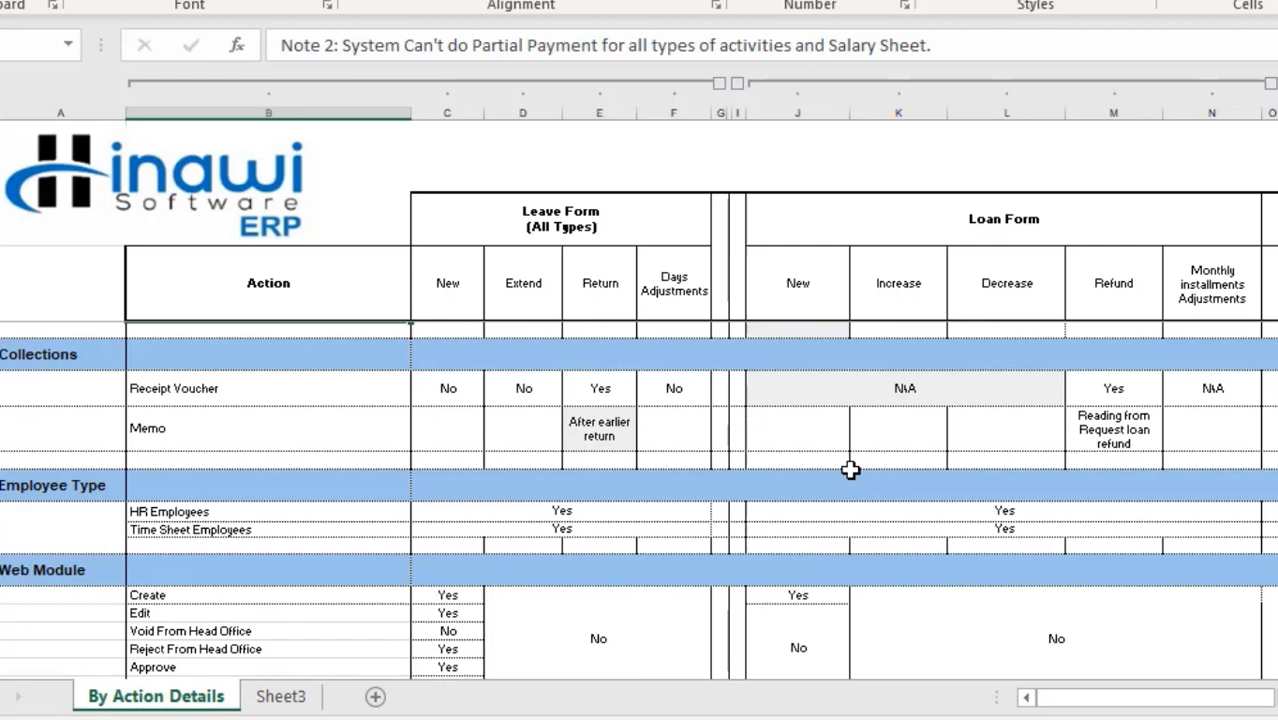 ard Font Alignment Number Styles Cells
fx Note 2: System Can't do Partial Payment for all types of activities and Salary Sheet.
A B C D E F G I J K L M N O
Hinawi
Software
ERP
Leave Form
(All Types)
Loan Form
Action New Extend Return Days
Adjustments
New Increase Decrease Refund Monthly
installments
Adjustments
Collections
Receipt Voucher No No Yes No N\A Yes N\A
Memo After earlier
return
Reading from
Request loan
refund
Employee Type
HR Employees Yes Yes
Time Sheet Employees Yes Yes
Web Module
Create Yes Yes
Edit Yes
Void From Head Office No No No No
Reject From Head Office Yes
Approve Yes
By Action Details Sheet3